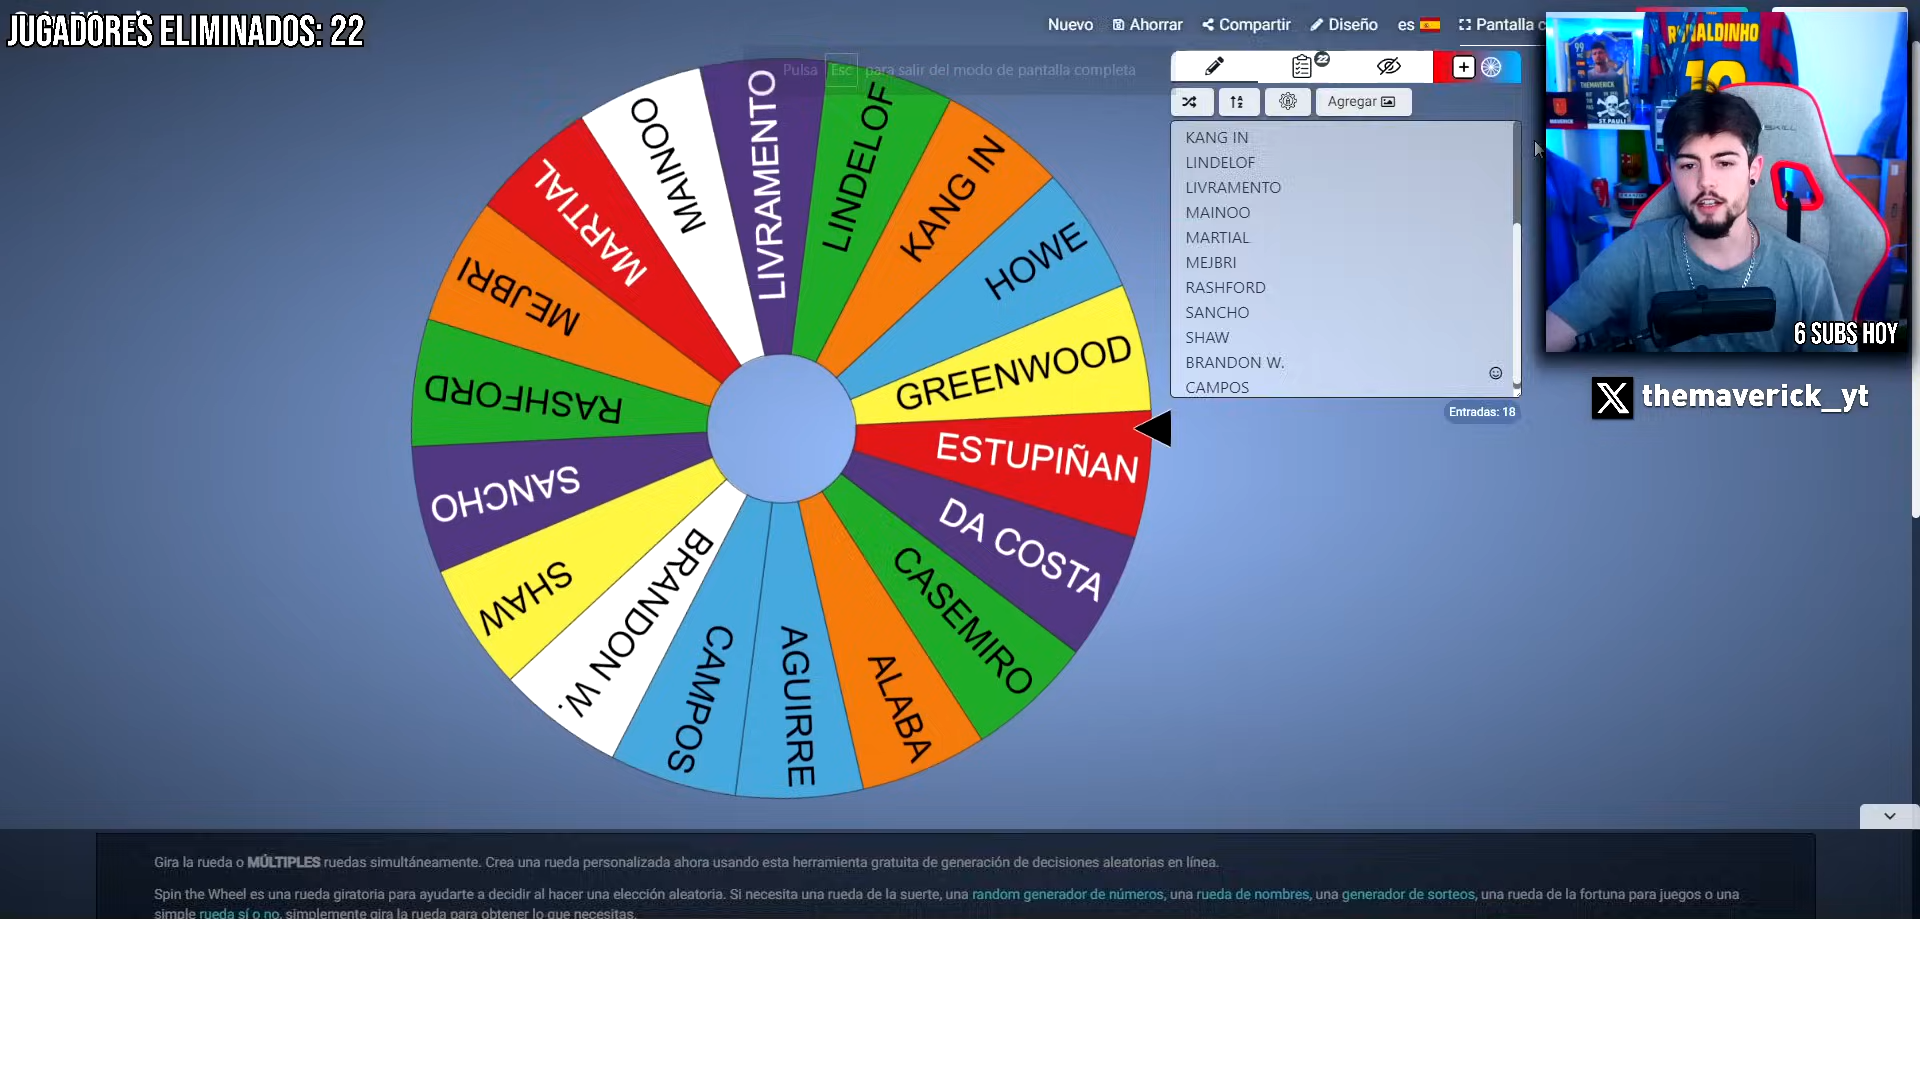 JUGADORES ELIMINADOS: 22
Nuevo
Ahorrar
Compartir
Diseño
es
Pantalla c
Pulsa Esc para salir del modo de pantalla completa
22
Agregar
KANG IN
LINDELOF
LIVRAMENTO
MAINOO
MARTIAL
MEJBRI
RASHFORD
SANCHO
SHAW
BRANDON W.
CAMPOS
Entradas: 18
LIVRAMENTO
LINDELOF
KANG IN
HOWE
GREENWOOD
ESTUPIÑAN
DA COSTA
CASEMIRO
ALABA
AGUIRRE
CAMPOS
BRANDON W.
SHAW
SANCHO
RASHFORD
MEJBRI
MARTIAL
MAINOO
RONALDINHO
10
99
THEMAVERICK
ST. PAULI
6 SUBS HOY
X themaverick_yt
Gira la rueda o MÚLTIPLES ruedas simultáneamente. Crea una rueda personalizada ahora usando esta herramienta gratuita de generación de decisiones aleatorias en línea.
Spin the Wheel es una rueda giratoria para ayudarte a decidir al hacer una elección aleatoria. Si necesita una rueda de la suerte, una random generador de números, una rueda de nombres, una generador de sorteos, una rueda de la fortuna para juegos o una
simple rueda sí o no, simplemente gira la rueda para obtener lo que necesitas.